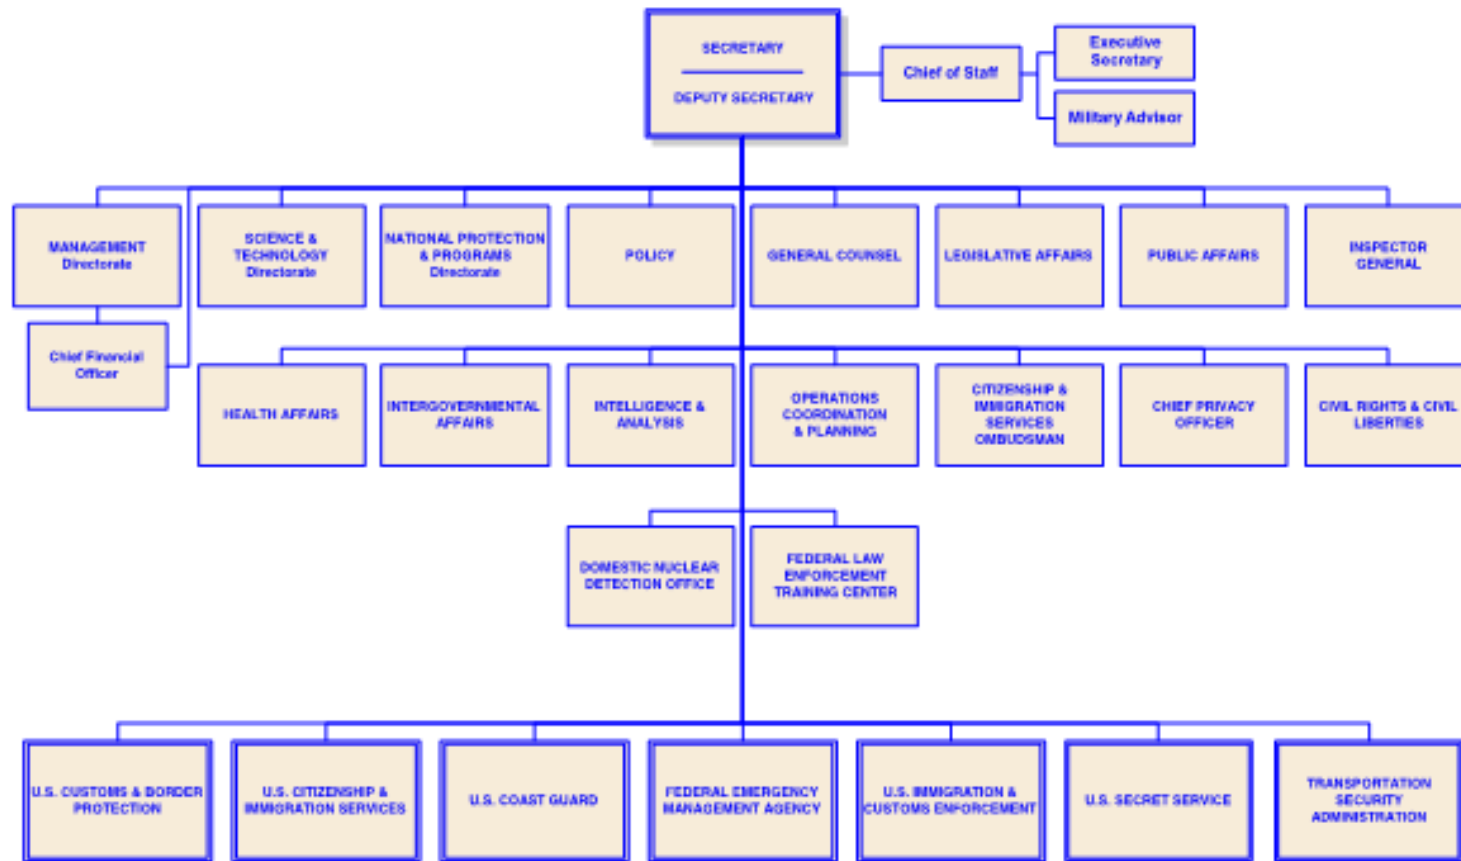 SECRETARY
DEPUTY SECRETARY
Chief of Staff
Executive
Secretary
Military Advisor
MANAGEMENT
Directorate
SCIENCE &
TECHNOLOGY
Directorate
NATIONAL PROTECTION
& PROGRAMS
Directorate
POLICY
GENERAL COUNSEL
LEGISLATIVE AFFAIRS
PUBLIC AFFAIRS
INSPECTOR
GENERAL
Chief Financial
Officer
HEALTH AFFAIRS
INTERGOVERNMENTAL
AFFAIRS
INTELLIGENCE &
ANALYSIS
OPERATIONS
COORDINATION
& PLANNING
CITIZENSHIP &
IMMIGRATION
SERVICES
OMBUDSMAN
CHIEF PRIVACY
OFFICER
CIVIL RIGHTS & CIVIL
LIBERTIES
DOMESTIC NUCLEAR
DETECTION OFFICE
FEDERAL LAW
ENFORCEMENT
TRAINING CENTER
U.S. CUSTOMS & BORDER
PROTECTION
U.S. CITIZENSHIP &
IMMIGRATION SERVICES
U.S. COAST GUARD
FEDERAL EMERGENCY
MANAGEMENT AGENCY
U.S. IMMIGRATION &
CUSTOMS ENFORCEMENT
U.S. SECRET SERVICE
TRANSPORTATION
SECURITY
ADMINISTRATION